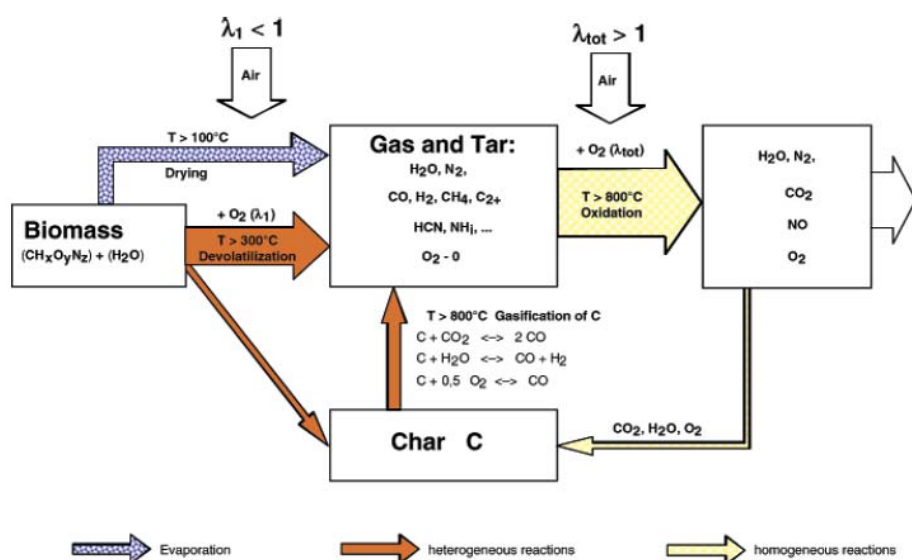 λ₁ < 1
Air
λtot > 1
Air
T > 100°C
Drying
Biomass
(CHxOyNz) + (H₂O)
+ O₂ (λ₁)
T > 300°C
Devolatilization
Gas and Tar:
H₂O, N₂,
CO, H₂, CH₄, C₂₊
HCN, NHi, ...
O₂ - 0
+ O₂ (λtot)
T > 800°C
Oxidation
H₂O, N₂,
CO₂
NO
O₂
T > 800°C Gasification of C
C + CO₂ <-> 2 CO
C + H₂O <-> CO + H₂
C + 0,5 O₂ <-> CO
Char C
CO₂, H₂O, O₂
Evaporation
heterogeneous reactions
homogeneous reactions